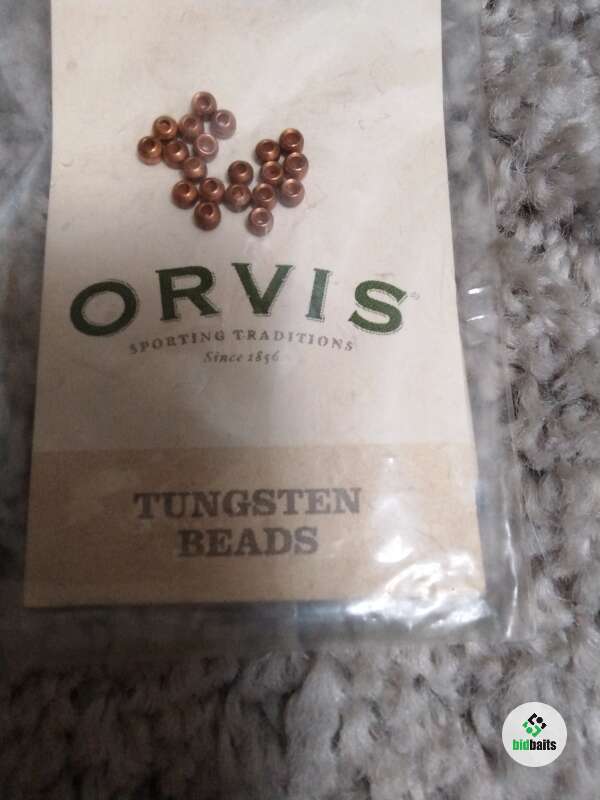 ORVIS
SPORTING TRADITIONS
Since 1856
TUNGSTEN
BEADS
bidbaits